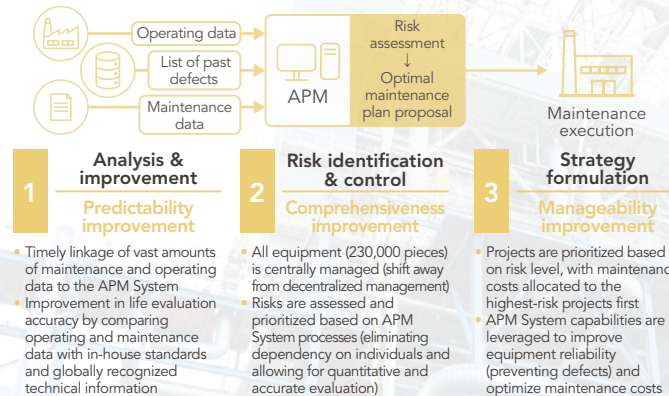 Operating data
List of past
defects
Maintenance
data
APM
Risk
assessment
↓
Optimal
maintenance
plan proposal
Maintenance
execution
1
Analysis &
improvement
Predictability
improvement
• Timely linkage of vast amounts
of maintenance and operating
data to the APM System
• Improvement in life evaluation
accuracy by comparing
operating and maintenance
data with in-house standards
and globally recognized
technical information
2
Risk identification
& control
Comprehensiveness
improvement
• All equipment (230,000 pieces)
is centrally managed (shift away
from decentralized management)
• Risks are assessed and
prioritized based on APM
System processes (eliminating
dependency on individuals and
allowing for quantitative and
accurate evaluation)
3
Strategy
formulation
Manageability
improvement
• Projects are prioritized based
on risk level, with maintenanc
costs allocated to the
highest-risk projects first
• APM System capabilities are
leveraged to improve
equipment reliability
(preventing defects) and
optimize maintenance costs